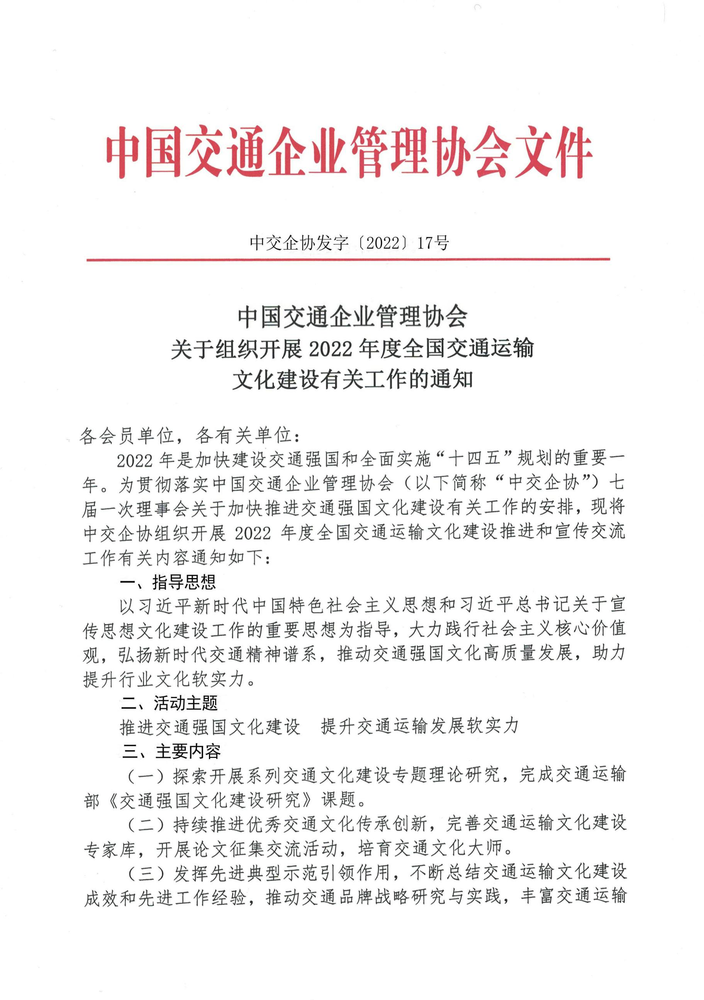 中国交通企业管理协会文件
中交企协发字〔2022〕17号
中国交通企业管理协会
关于组织开展 2022 年度全国交通运输
文化建设有关工作的通知
各会员单位，各有关单位：
2022 年是加快建设交通强国和全面实施“十四五”规划的重要一
年。为贯彻落实中国交通企业管理协会（以下简称“中交企协”）七
届一次理事会关于加快推进交通强国文化建设有关工作的安排，现将
中交企协组织开展 2022 年度全国交通运输文化建设推进和宣传交流
工作有关内容通知如下：
一、指导思想
以习近平新时代中国特色社会主义思想和习近平总书记关于宣
传思想文化建设工作的重要思想为指导，大力践行社会主义核心价值
观，弘扬新时代交通精神谱系，推动交通强国文化高质量发展，助力
提升行业文化软实力。
二、活动主题
推进交通强国文化建设　提升交通运输发展软实力
三、主要内容
（一）探索开展系列交通文化建设专题理论研究，完成交通运输
部《交通强国文化建设研究》课题。
（二）持续推进优秀交通文化传承创新，完善交通运输文化建设
专家库，开展论文征集交流活动，培育交通文化大师。
（三）发挥先进典型示范引领作用，不断总结交通运输文化建设
成效和先进工作经验，推动交通品牌战略研究与实践，丰富交通运输